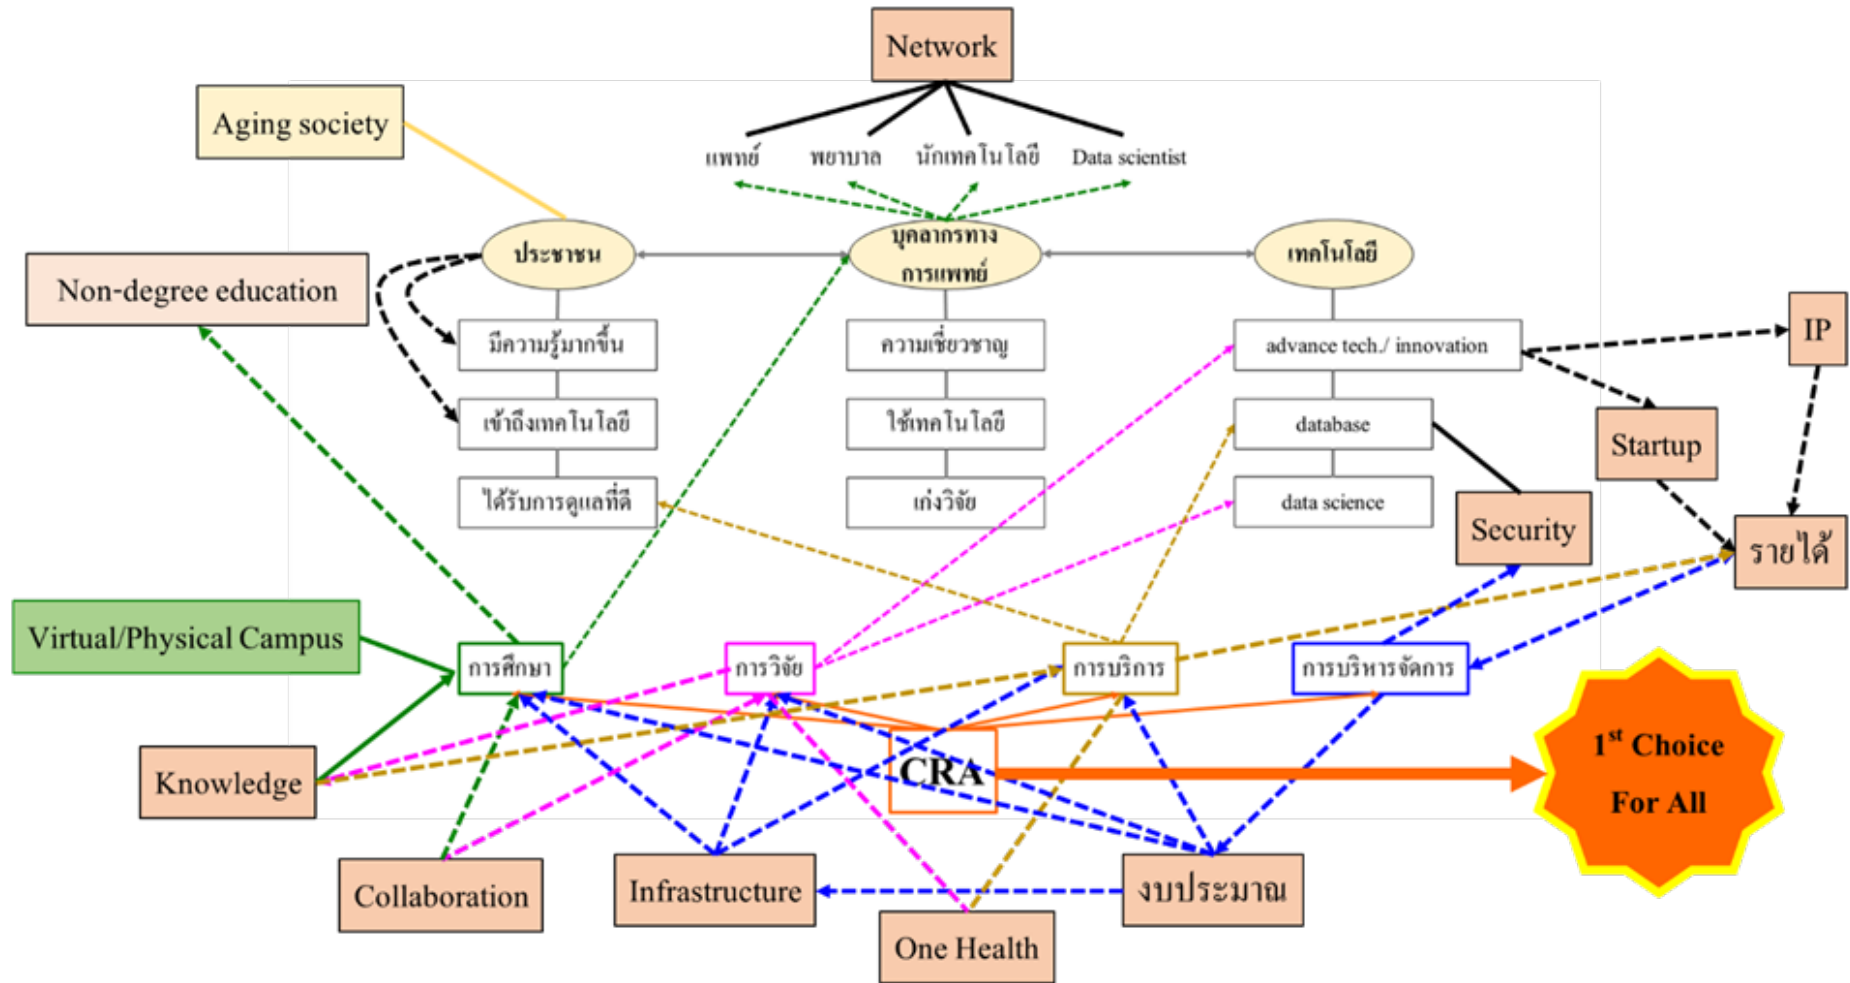 Network
Aging society
แพทย์
พยาบาล
นักเทคโนโลยี
Data scientist
ประชาชน
บุคลากรทาง
การแพทย์
เทคโนโลยี
Non-degree education
มีความรู้มากขึ้น
ความเชี่ยวชาญ
advance tech./ innovation
IP
เข้าถึงเทคโนโลยี
ใช้เทคโนโลยี
database
Startup
ได้รับการดูแลที่ดี
เก่งวิจัย
data science
Security
รายได้
Virtual/Physical Campus
การศึกษา
การวิจัย
การบริการ
การบริหารจัดการ
Knowledge
CRA
1st Choice
For All
Collaboration
Infrastructure
งบประมาณ
One Health